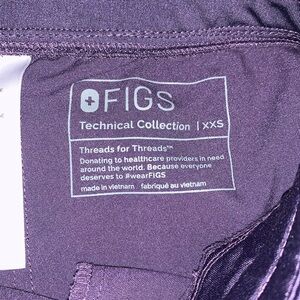 FIGS
Technical Collection | XXS
Threads for Threads™
Donating to healthcare providers in need
around the world. Because everyone
deserves to #wearFIGS
made in vietnam | fabriqué au vietnam